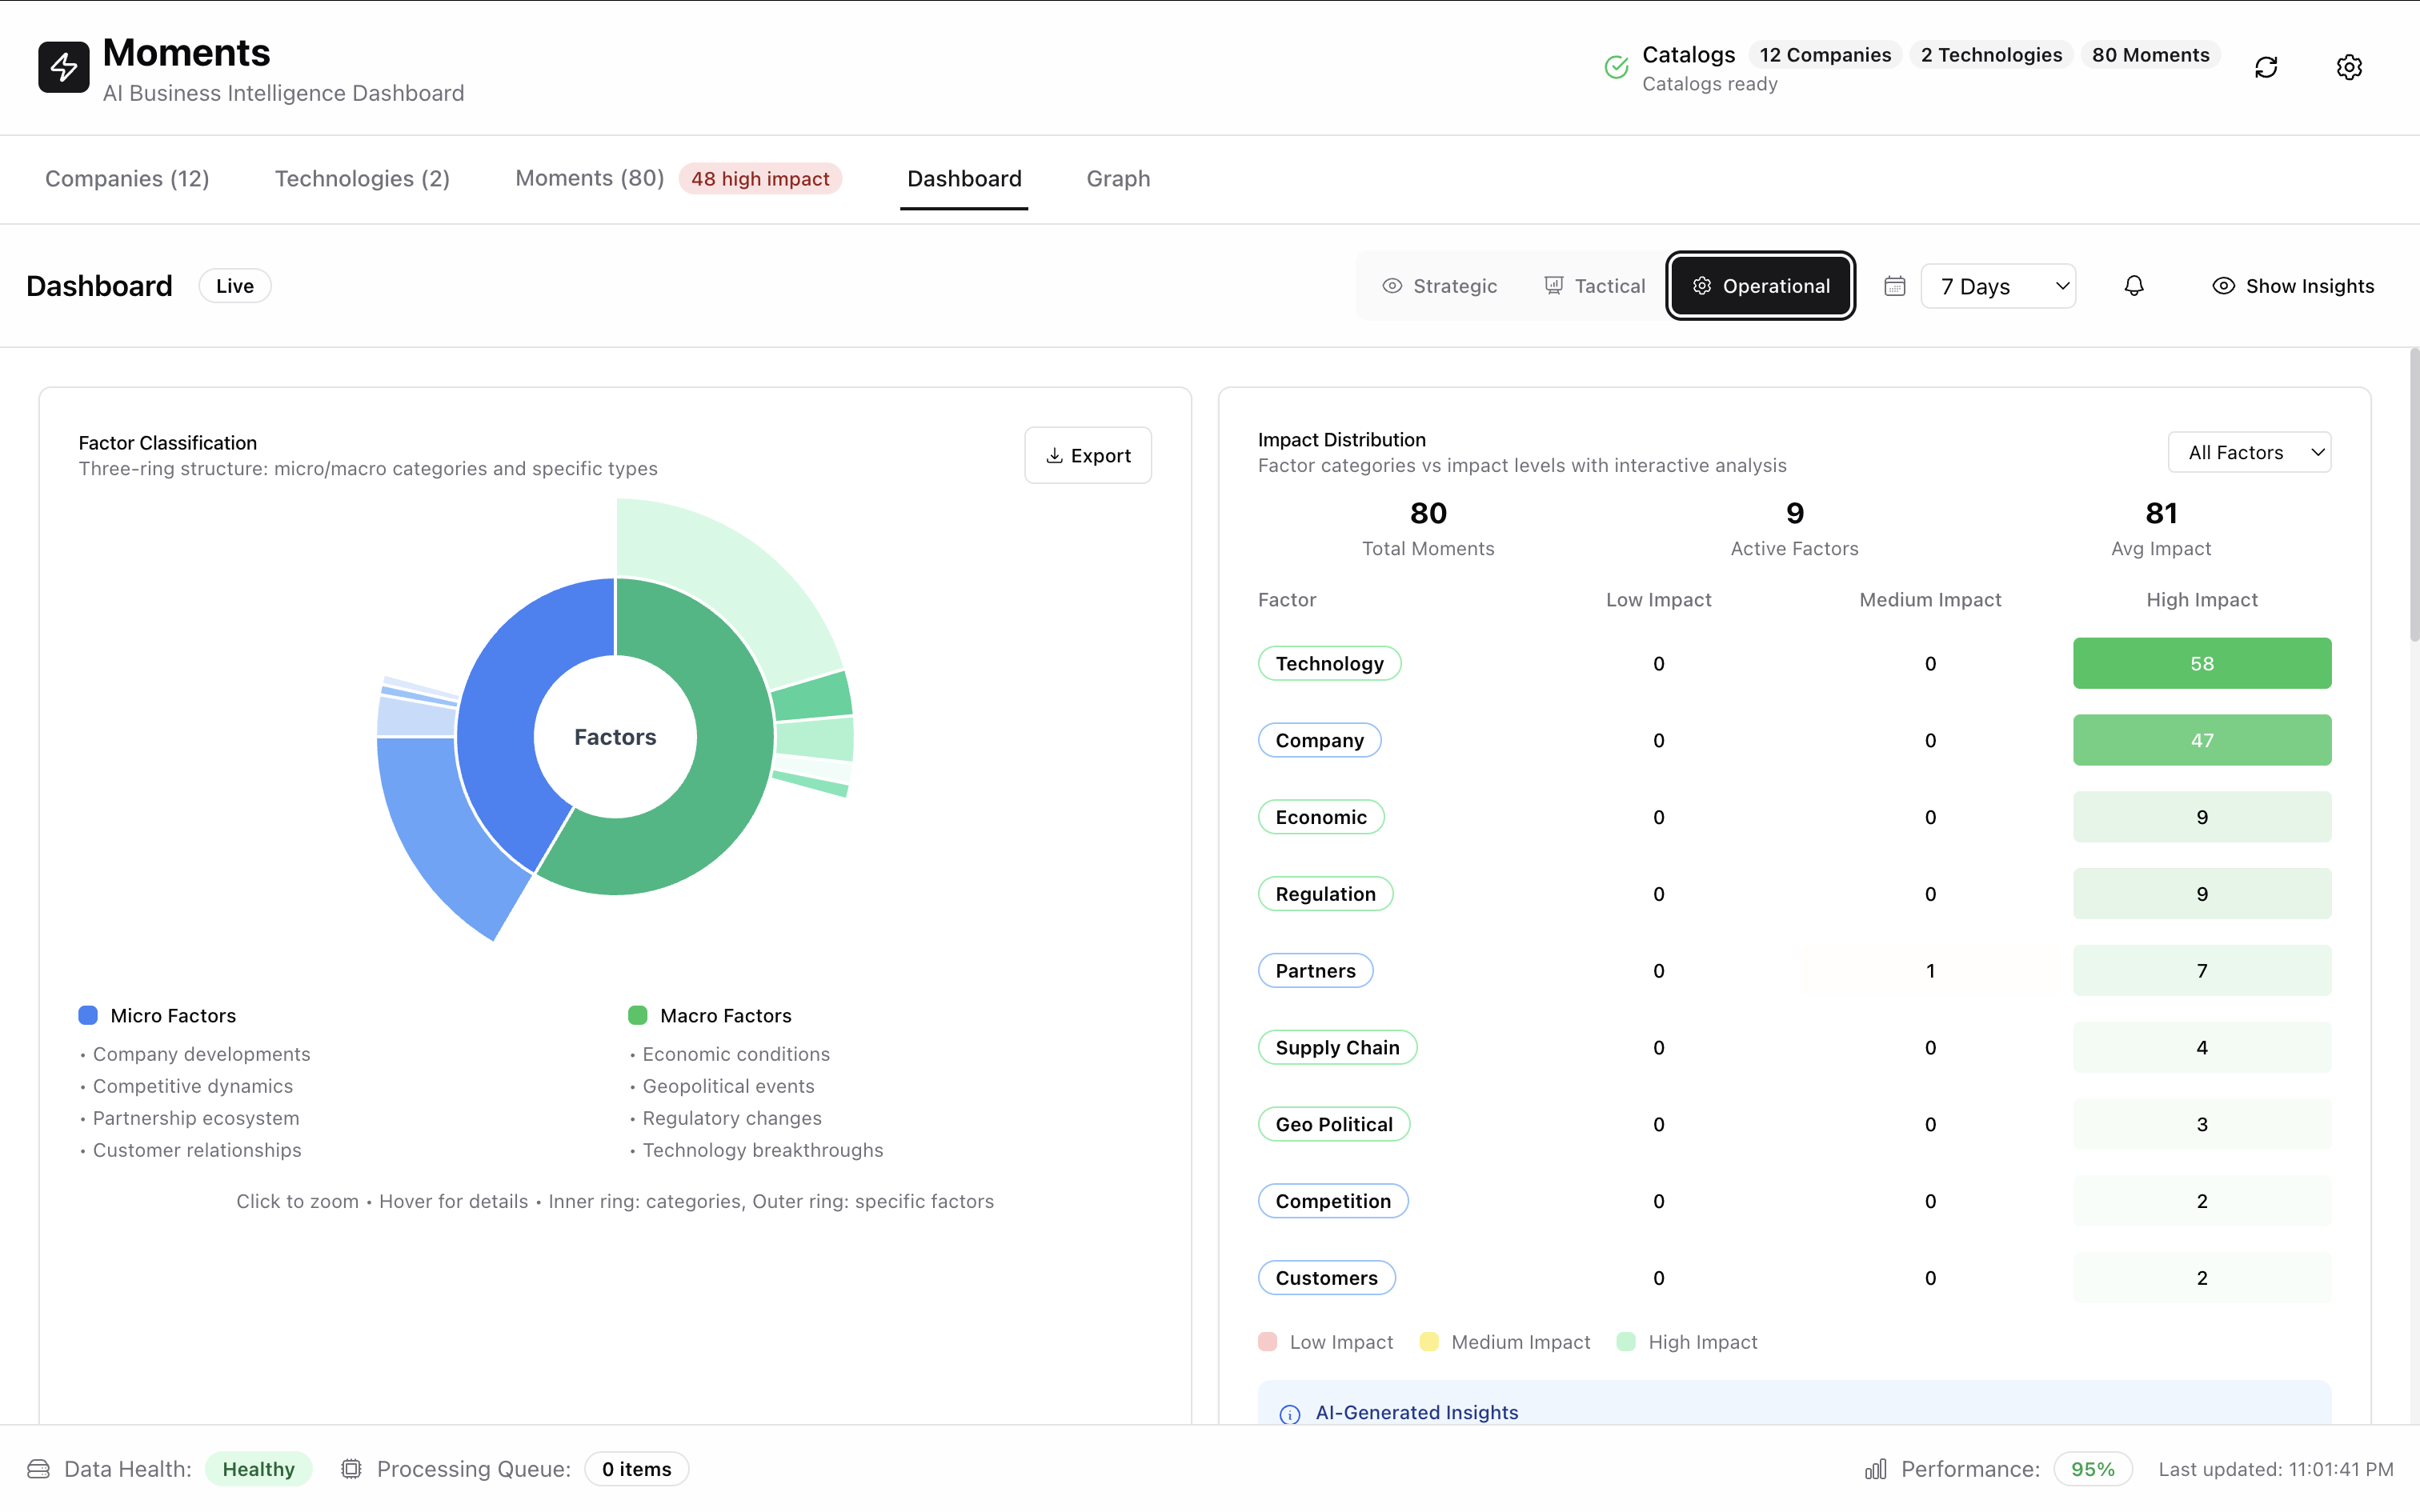 Moments
AI Business Intelligence Dashboard
Catalogs 12 Companies 2 Technologies 80 Moments
Catalogs ready
Companies (12) Technologies (2) Moments (80) 48 high impact Dashboard Graph
Dashboard Live Strategic Tactical Operational 7 Days Show Insights
Factor Classification
Three-ring structure: micro/macro categories and specific types
Export
Factors
Micro Factors
• Company developments
• Competitive dynamics
• Partnership ecosystem
• Customer relationships
Macro Factors
• Economic conditions
• Geopolitical events
• Regulatory changes
• Technology breakthroughs
Click to zoom • Hover for details • Inner ring: categories, Outer ring: specific factors
Impact Distribution
Factor categories vs impact levels with interactive analysis
All Factors
80 9 81
Total Moments Active Factors Avg Impact
Factor Low Impact Medium Impact High Impact
Technology 0 0 58
Company 0 0 47
Economic 0 0 9
Regulation 0 0 9
Partners 0 1 7
Supply Chain 0 0 4
Geo Political 0 0 3
Competition 0 0 2
Customers 0 0 2
Low Impact Medium Impact High Impact
AI-Generated Insights
Data Health: Healthy Processing Queue: 0 items Performance: 95% Last updated: 11:01:41 PM